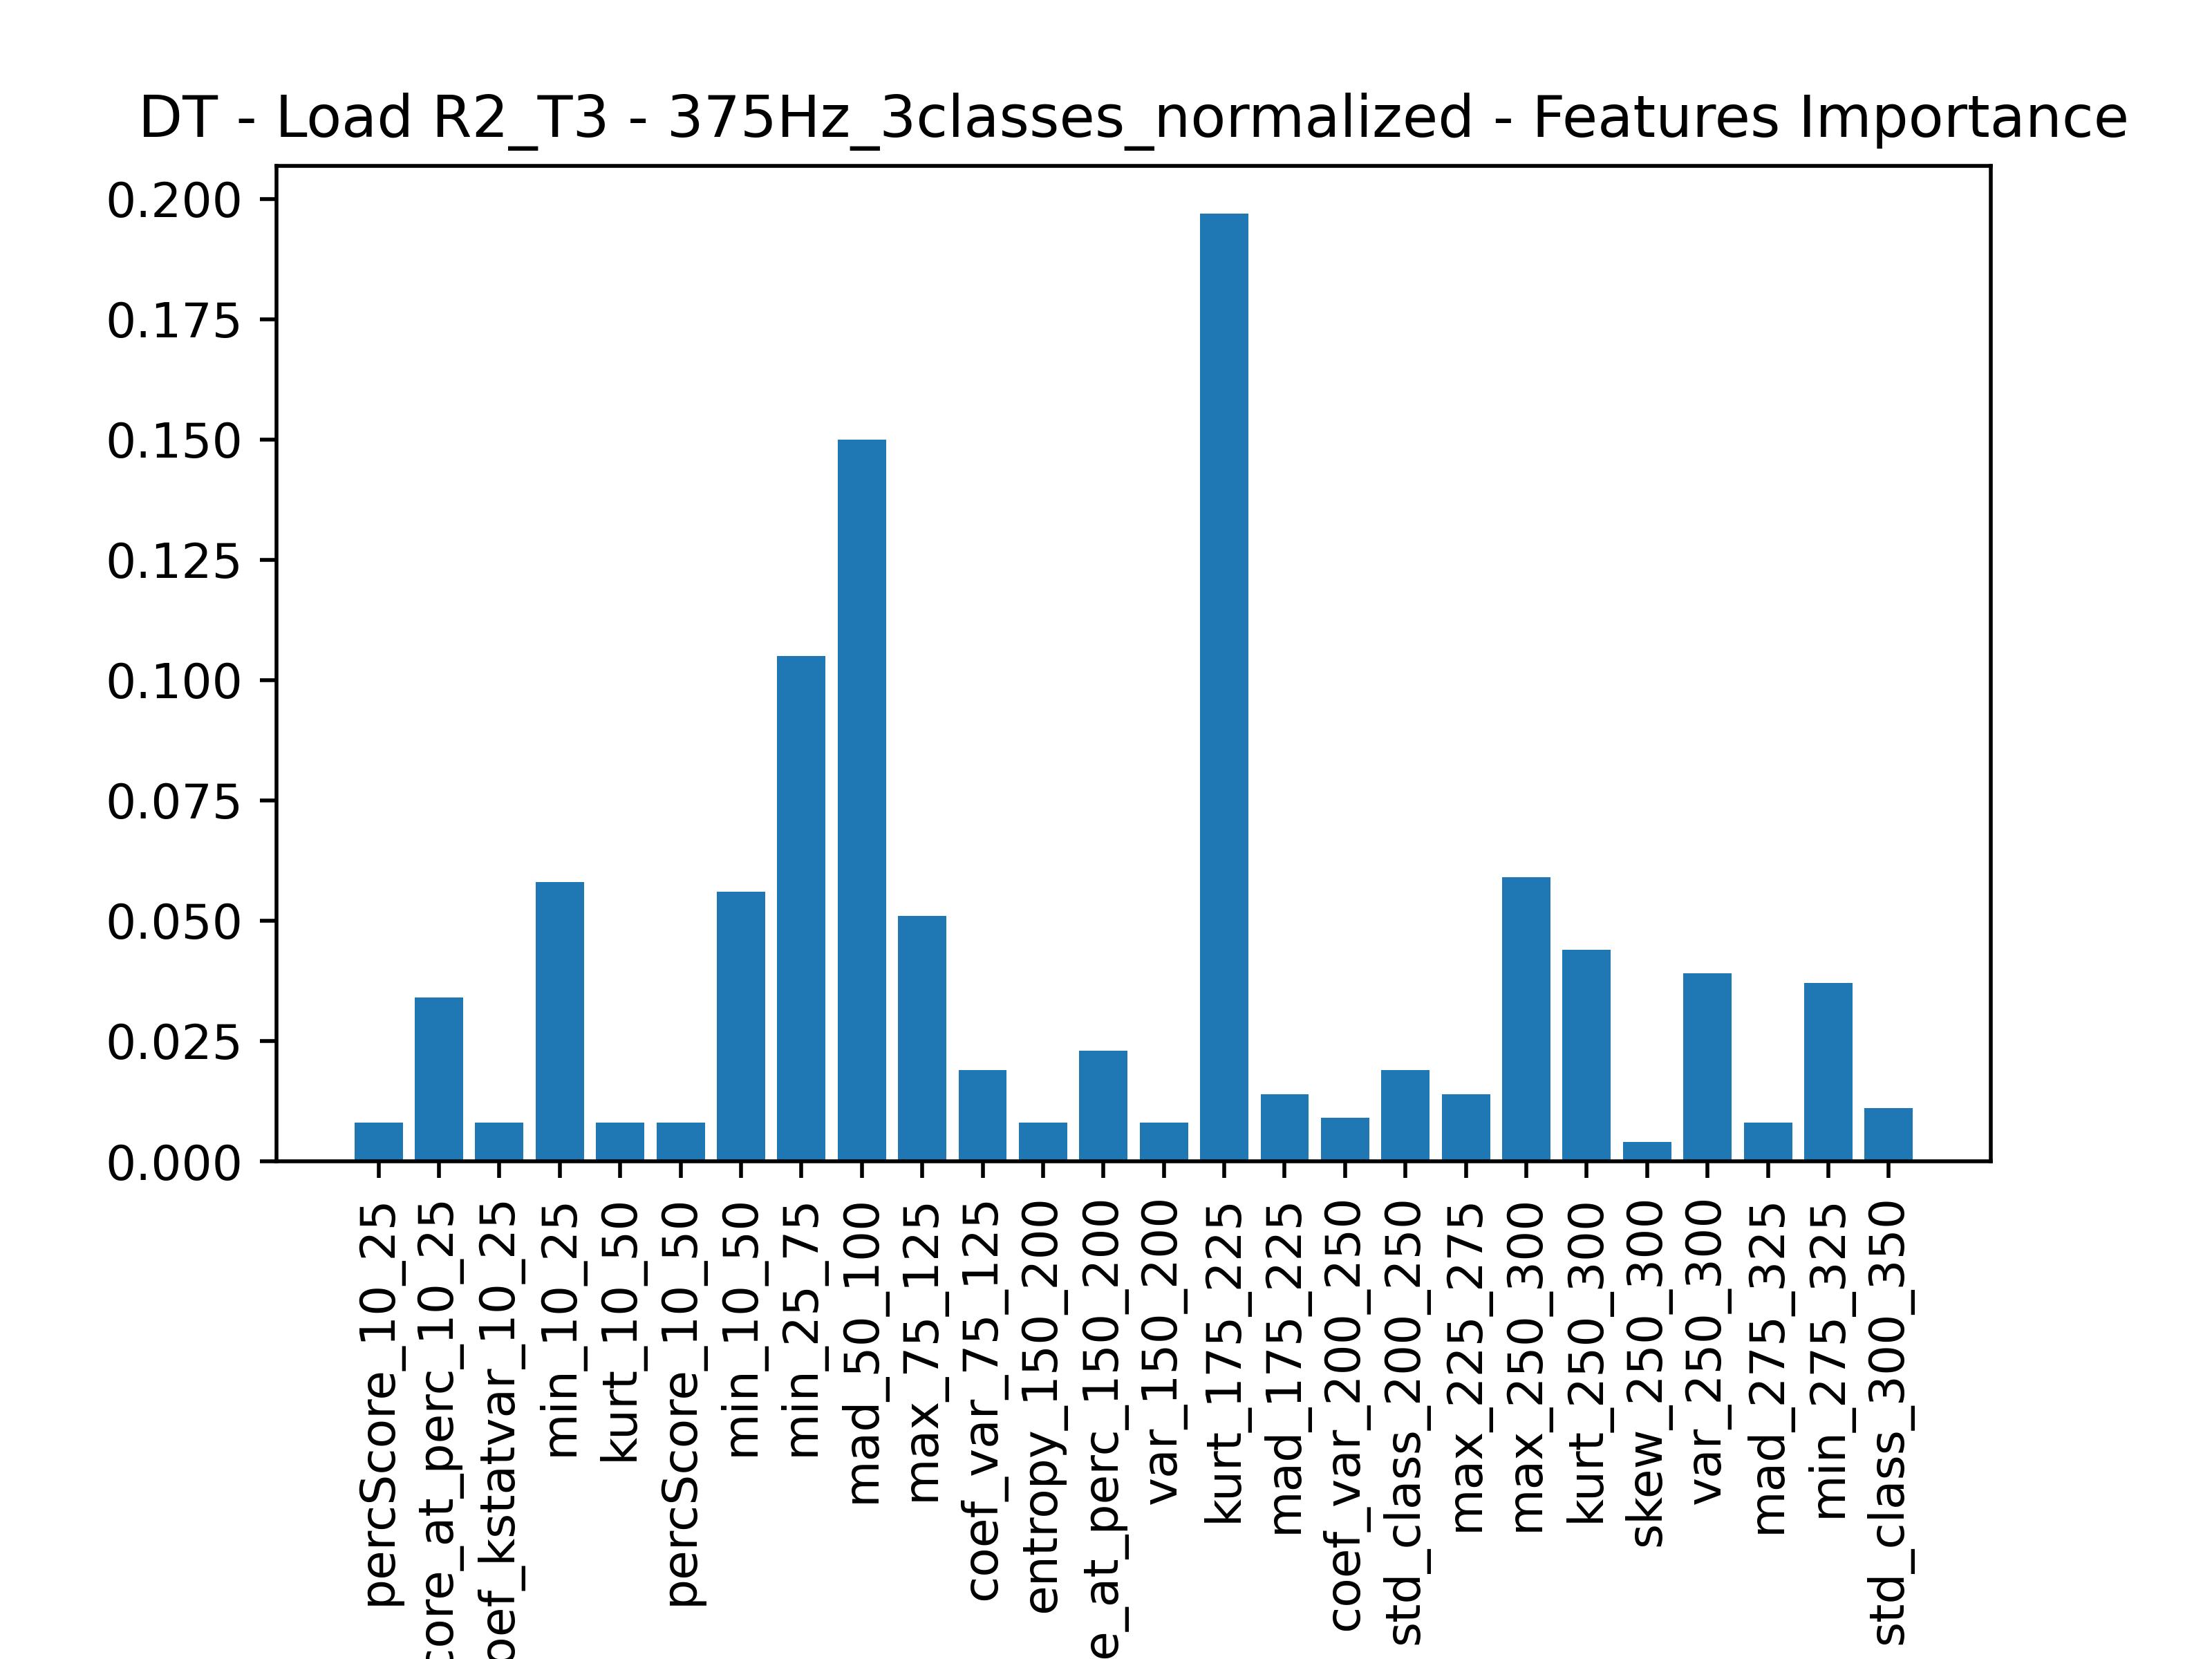 DT - Load R2_T3 - 375Hz_3classes_normalized - Features Importance
0.200
0.175
0.150
0.125
0.100
0.075
0.050
0.025
0.000
percScore_10_25
core_at_perc_10_25
oef_kstatvar_10_25
min_10_25
kurt_10_50
percScore_10_50
min_10_50
min_25_75
mad_50_100
max_75_125
coef_var_75_125
entropy_150_200
e_at_perc_150_200
var_150_200
kurt_175_225
mad_175_225
coef_var_200_250
std_class_200_250
max_225_275
max_250_300
kurt_250_300
skew_250_300
var_250_300
mad_275_325
min_275_325
std_class_300_350